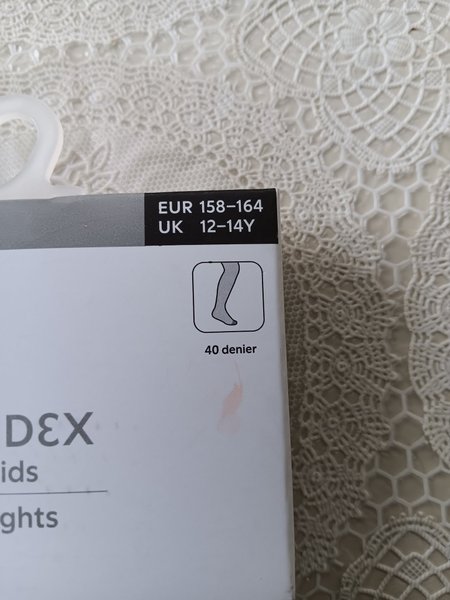 EUR 158–164
UK 12–14Y
40 denier
DƐX
ids
ghts